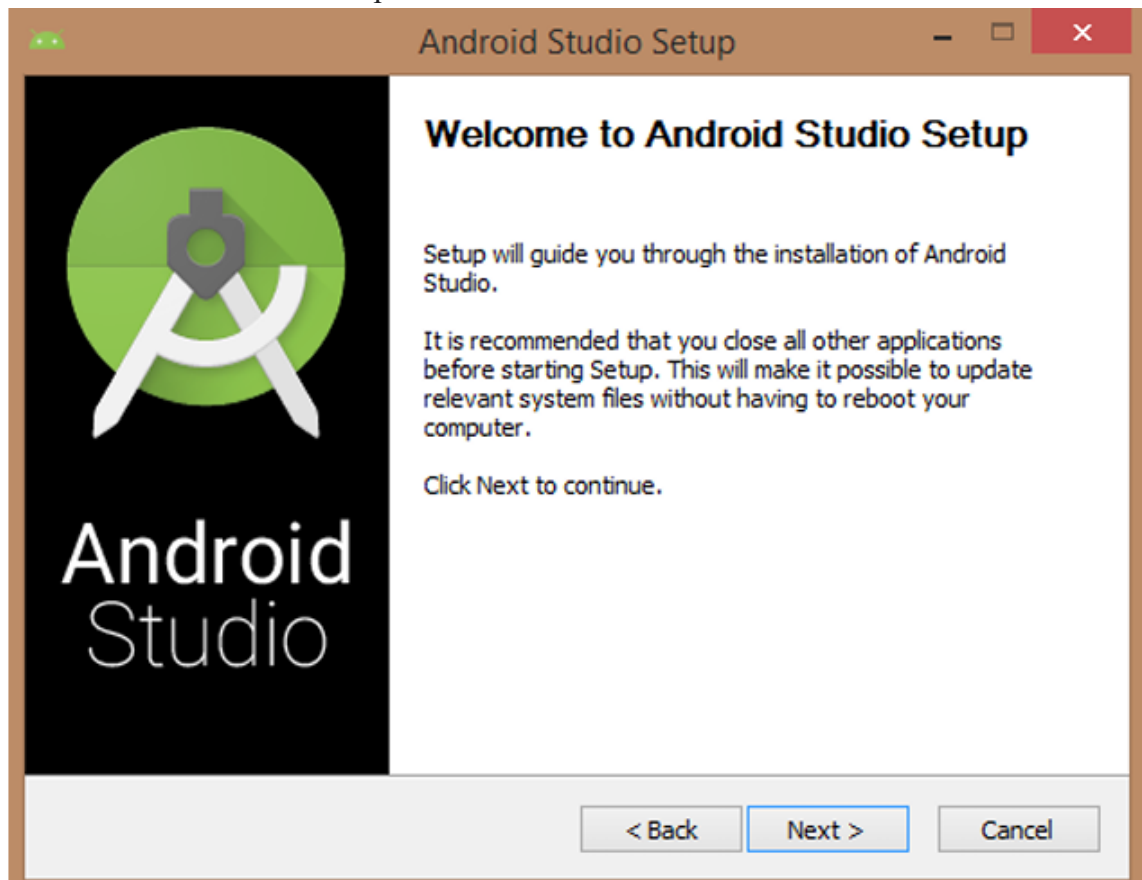 Android Studio Setup
Welcome to Android Studio Setup
Setup will guide you through the installation of Android
Studio.
It is recommended that you close all other applications
before starting Setup. This will make it possible to update
relevant system files without having to reboot your
computer.
Click Next to continue.
Android
Studio
< Back
Next >
Cancel